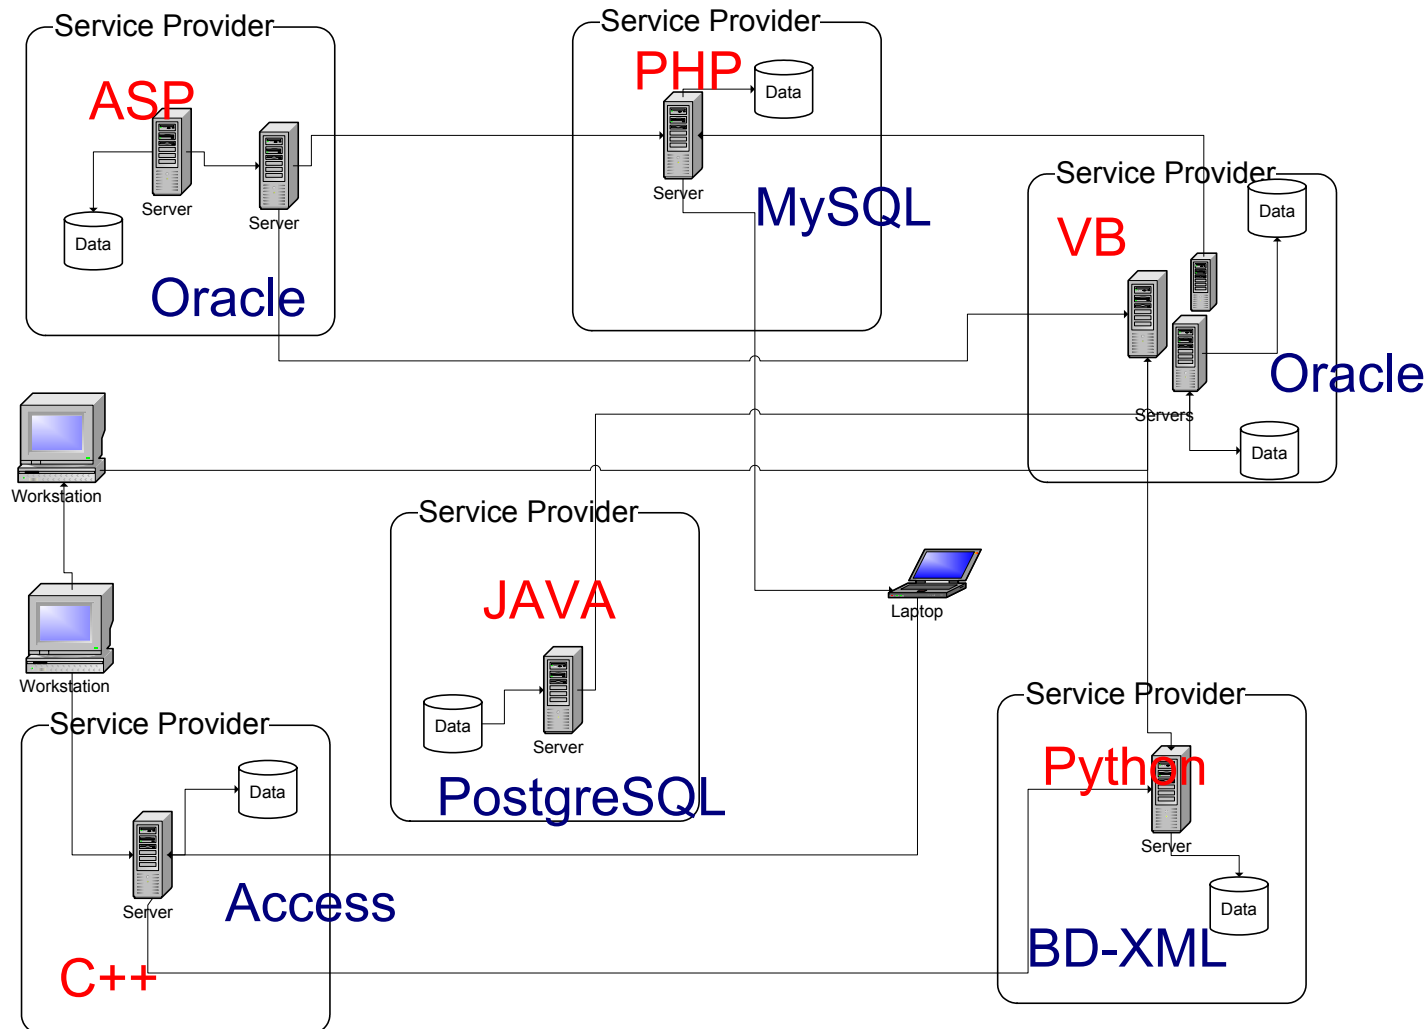 Service Provider
ASP
Server
Server
Data
Oracle
Service Provider
PHP
Data
Server
MySQL
Service Provider
Data
VB
Oracle
Servers
Data
Workstation
Workstation
Service Provider
JAVA
Data
Server
PostgreSQL
Laptop
Service Provider
Data
Server
Access
C++
Service Provider
Python
Server
Data
BD-XML